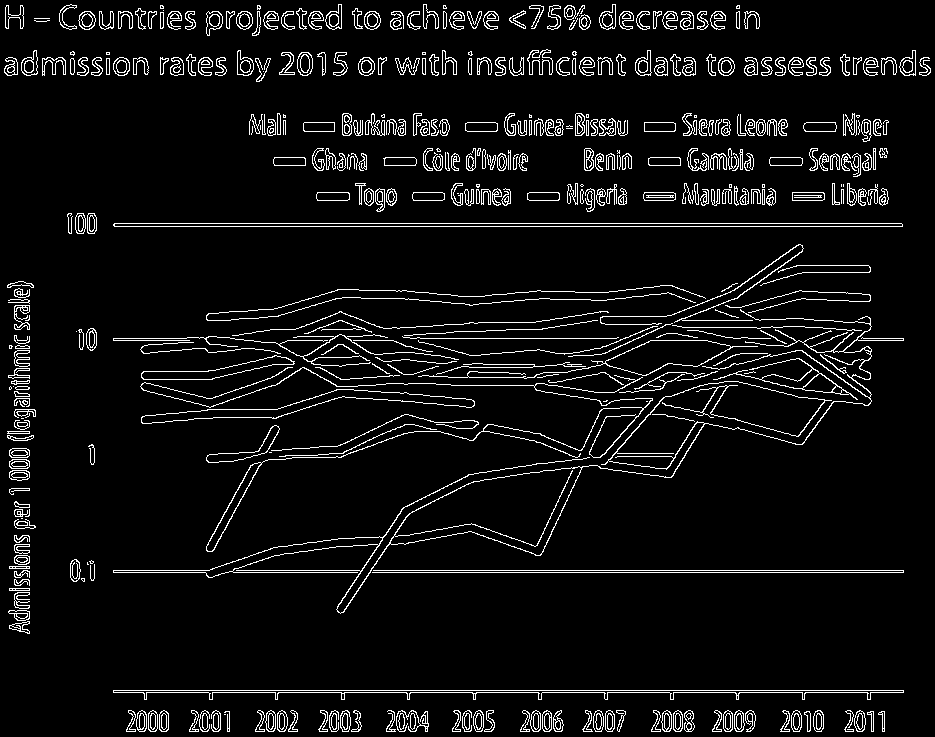 H – Countries projected to achieve <75% decrease in
admission rates by 2015 or with insufficient data to assess trends
Mali Burkina Faso Guinea-Bissau Sierra Leone Niger
Ghana Côte d'Ivoire Benin Gambia Senegal*
Togo Guinea Nigeria Mauritania Liberia
100
10
1
0.1
Admissions per 1 000 (logarithmic scale)
2000 2001 2002 2003 2004 2005 2006 2007 2008 2009 2010 2011